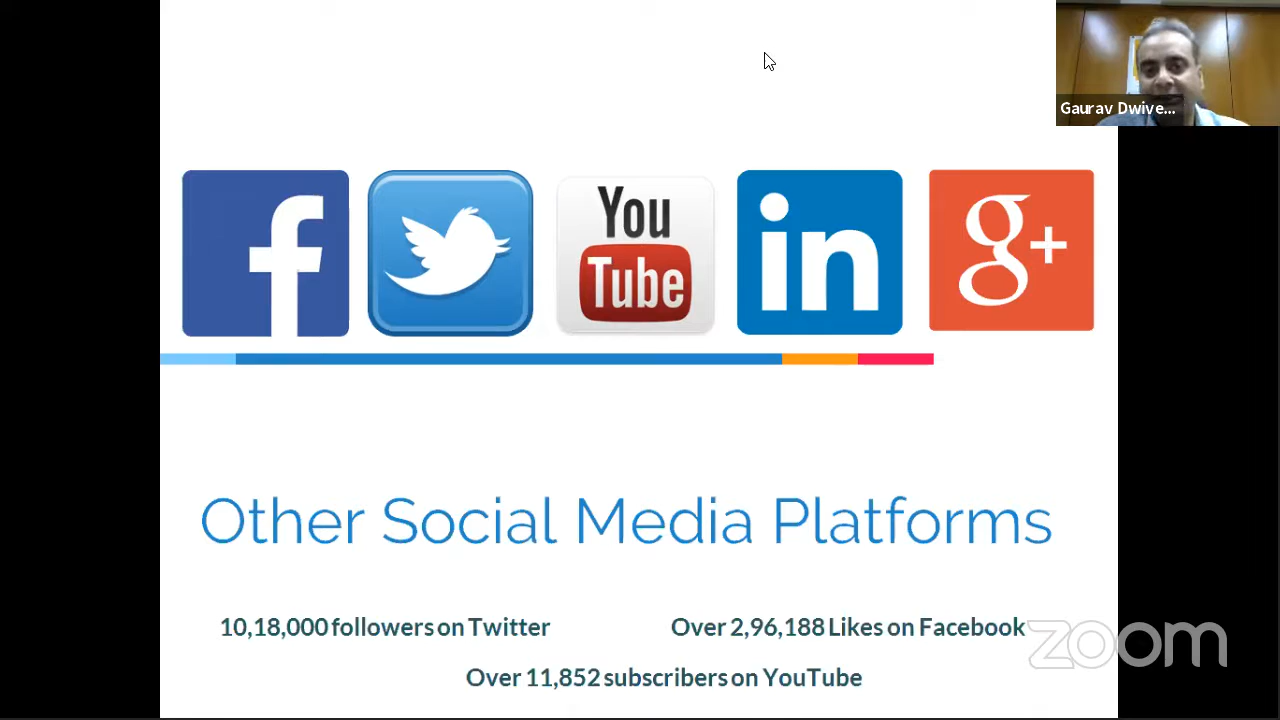 Gaurav Dwive...
f
You
Tube
in
g+
Other Social Media Platforms
10,18,000 followers on Twitter
Over 2,96,188 Likes on Facebook
Over 11,852 subscribers on YouTube
zoom